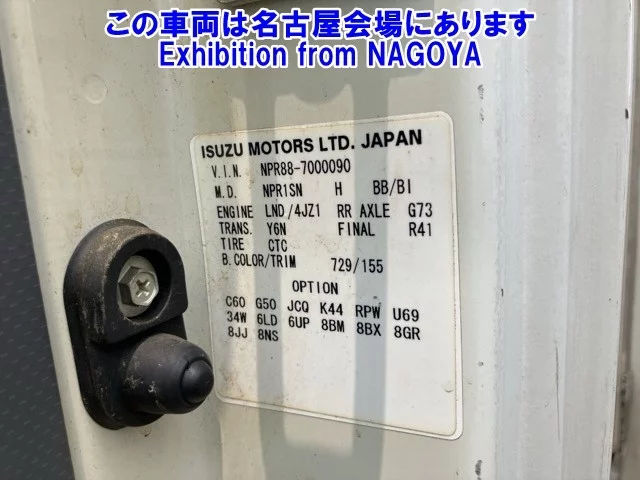 この車両は名古屋会場にあります
Exhibition from NAGOYA
ISUZU MOTORS LTD. JAPAN
V.I.N. NPR88-7000090
M.D. NPR1SN H BB/BI
ENGINE LND/4JZ1 RR AXLE G73
TRANS. Y6N FINAL R41
TIRE CTC
B.COLOR/TRIM 729/155
OPTION
C60 G50 JCQ K44 RPW U69
34W 6LD 6UP 8BM 8BX 8GR
8JJ 8NS